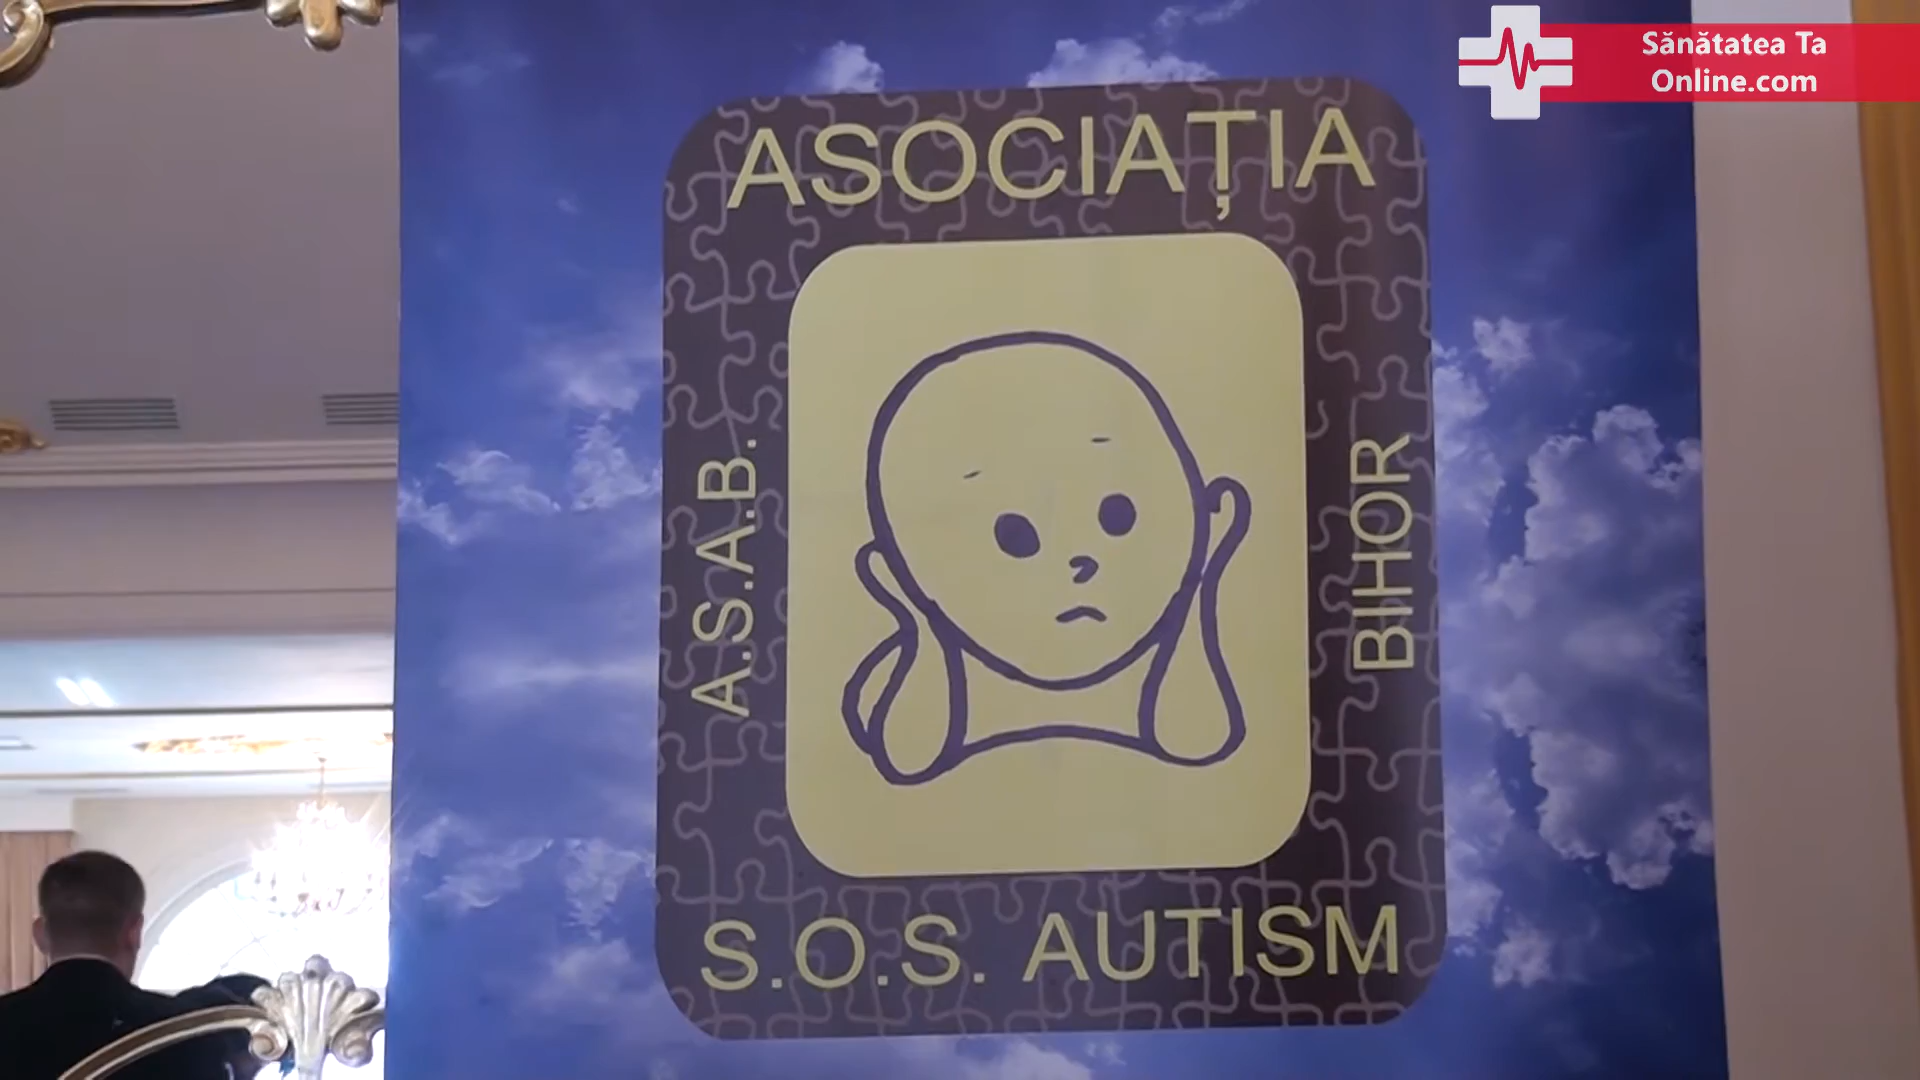 Sănătatea Ta
Online.com
ASOCIAȚIA
A.S.A.B.
BIHOR
S.O.S. AUTISM